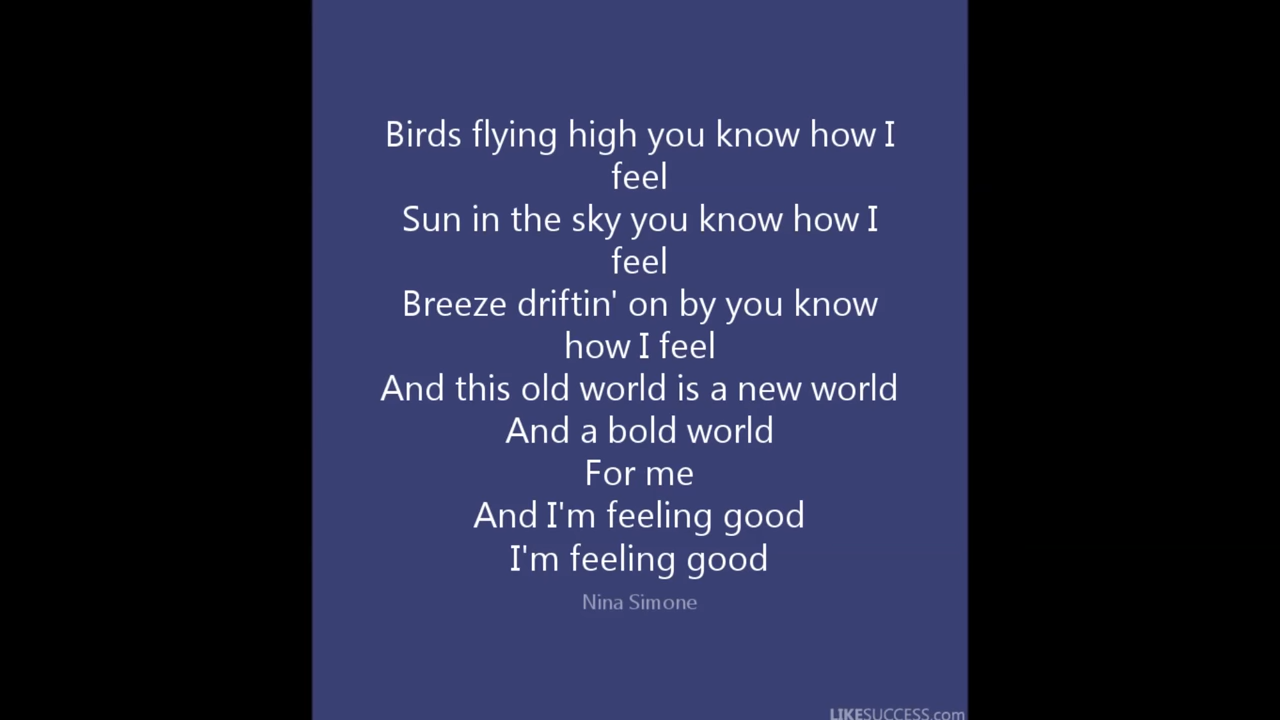 Birds flying high you know how I
feel
Sun in the sky you know how I
feel
Breeze driftin' on by you know
how I feel
And this old world is a new world
And a bold world
For me
And I'm feeling good
I'm feeling good
Nina Simone
LIKESUCCESS.com